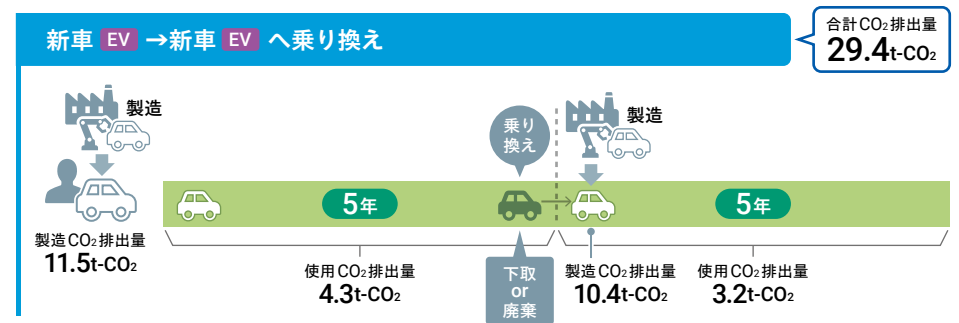 新車 EV →新車 EV へ乗り換え
合計CO₂排出量
29.4t-CO₂
製造
乗り
換え
製造
5年
5年
製造CO₂排出量
11.5t-CO₂
使用CO₂排出量
4.3t-CO₂
下取
or
廃棄
製造CO₂排出量
10.4t-CO₂
使用CO₂排出量
3.2t-CO₂